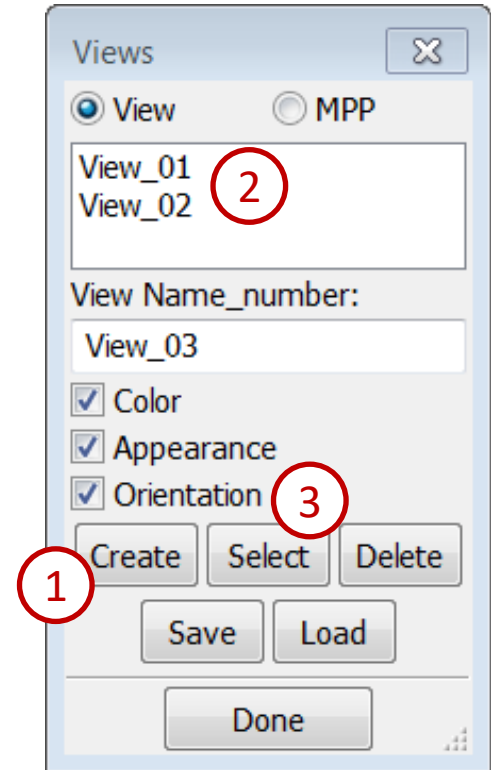 Views
View MPP
View_01
View_02
2
View Name_number:
View_03
Color
Appearance
Orientation
3
Create Select Delete
1
Save Load
Done